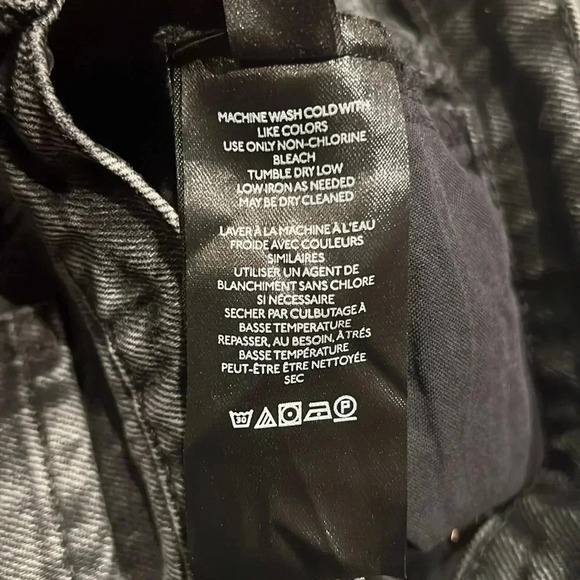 MACHINE WASH COLD WITH
LIKE COLORS
USE ONLY NON-CHLORINE
BLEACH
TUMBLE DRY LOW
LOW IRON AS NEEDED
MAY BE DRY CLEANED
LAVER À LA MACHINE À L'EAU
FROIDE AVEC COULEURS
SIMILAIRES
UTILISER UN AGENT DE
BLANCHIMENT SANS CHLORE
SI NÉCESSAIRE
SECHER PAR CULBUTAGE À
BASSE TEMPERATURE
REPASSER, AU BESOIN, À TRÉS
BASSE TEMPÉRATURE
PEUT-ÊTRE ÊTRE NETTOYÉE
SEC
30 P